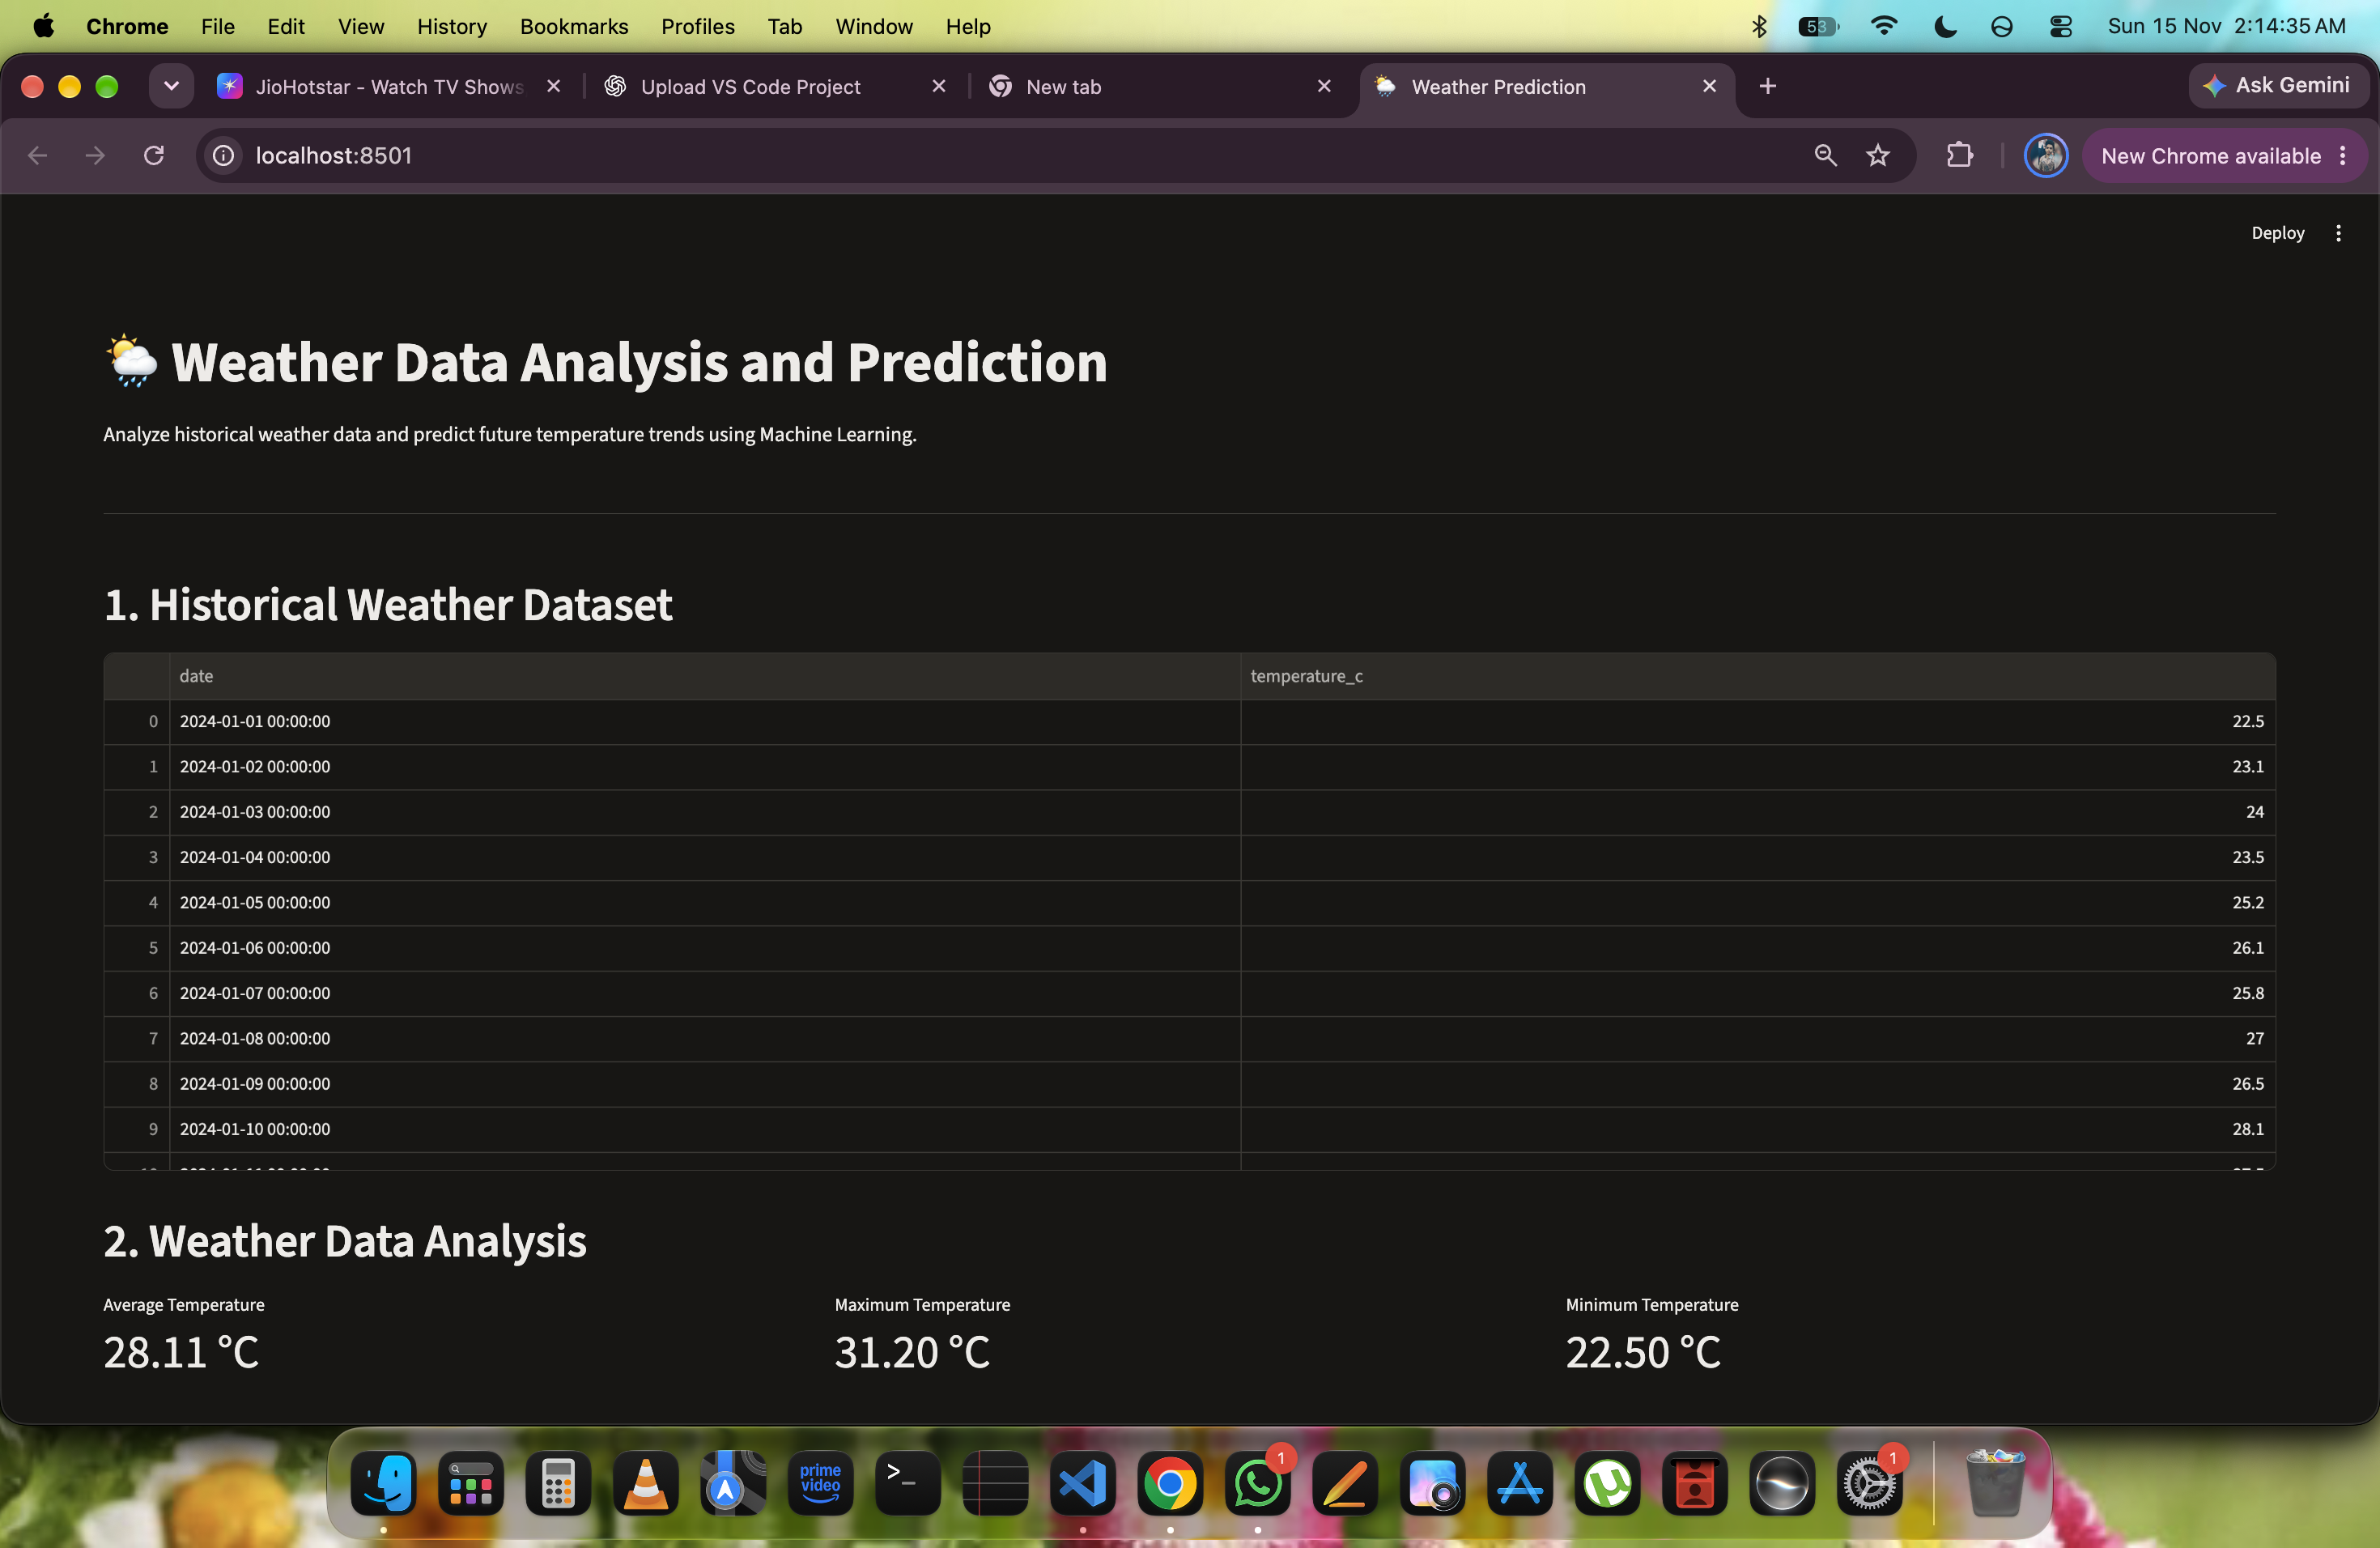 Chrome File Edit View History Bookmarks Profiles Tab Window Help 53 Sun 15 Nov 2:14:35 AM
JioHotstar - Watch TV Shows Upload VS Code Project New tab Weather Prediction Ask Gemini
localhost:8501 New Chrome available
Deploy
Weather Data Analysis and Prediction
Analyze historical weather data and predict future temperature trends using Machine Learning.
1. Historical Weather Dataset
date temperature_c
0 2024-01-01 00:00:00 22.5
1 2024-01-02 00:00:00 23.1
2 2024-01-03 00:00:00 24
3 2024-01-04 00:00:00 23.5
4 2024-01-05 00:00:00 25.2
5 2024-01-06 00:00:00 26.1
6 2024-01-07 00:00:00 25.8
7 2024-01-08 00:00:00 27
8 2024-01-09 00:00:00 26.5
9 2024-01-10 00:00:00 28.1
2. Weather Data Analysis
Average Temperature Maximum Temperature Minimum Temperature
28.11 °C 31.20 °C 22.50 °C
prime video >_ 1 1